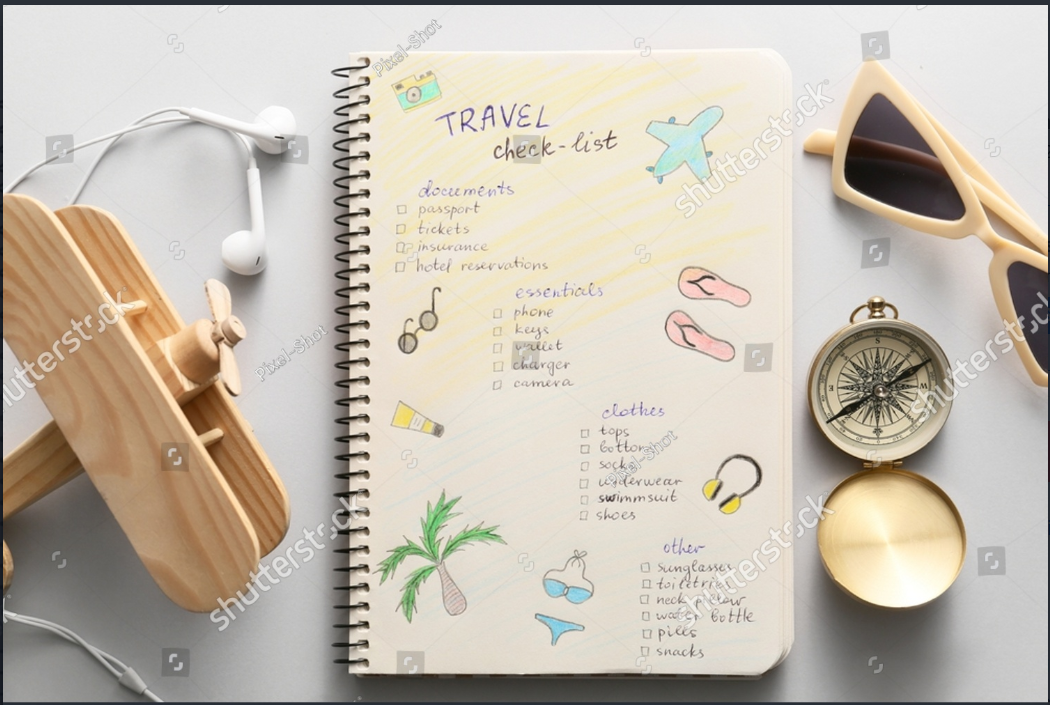 TRAVEL
check-list
documents
passport
tickets
insurance
hotel reservations
essentials
phone
keys
wallet
charger
camera
clothes
tops
bottoms
socks
underwear
swimmsuit
shoes
other
sunglasses
toiletries
neck pillow
water bottle
pills
snacks
Pixel-Shot
shutterstock
S
W
Pixel-Shot
shutterstock
shutterstock
Pixel-Shot
shutterstock
shutterstock
shutterstock